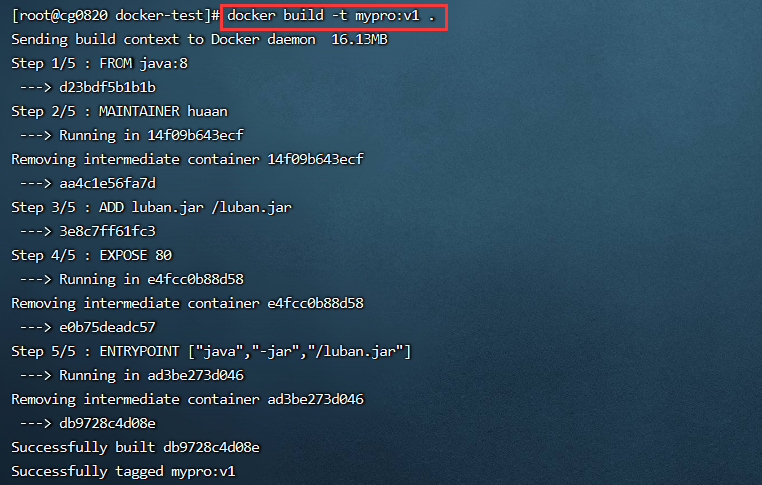 [root@cg0820 docker-test]# docker build -t mypro:v1 .
Sending build context to Docker daemon  16.13MB
Step 1/5 : FROM java:8
 ---> d23bdf5b1b1b
Step 2/5 : MAINTAINER huaan
 ---> Running in 14f09b643ecf
Removing intermediate container 14f09b643ecf
 ---> aa4c1e56fa7d
Step 3/5 : ADD luban.jar /luban.jar
 ---> 3e8c7ff61fc3
Step 4/5 : EXPOSE 80
 ---> Running in e4fcc0b88d58
Removing intermediate container e4fcc0b88d58
 ---> e0b75deadc57
Step 5/5 : ENTRYPOINT ["java","-jar","/luban.jar"]
 ---> Running in ad3be273d046
Removing intermediate container ad3be273d046
 ---> db9728c4d08e
Successfully built db9728c4d08e
Successfully tagged mypro:v1